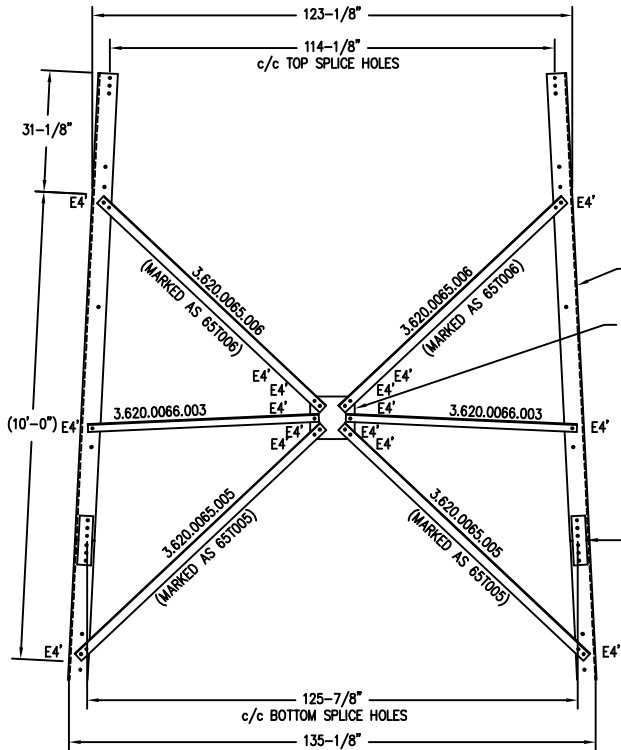 123-1/8"
114-1/8"
c/c TOP SPLICE HOLES
31-1/8"
E4'
E4'
3.620.0065.006
(MARKED AS 65T006)
3.620.0065.006
(MARKED AS 65T006)
E4'
E4'
E4'
E4'
E4'
E4'
(10'-0")
E4'
3.620.0066.003
3.620.0066.003
E4'
E4'
E4'
E4'
E4'
3.620.0065.005
(MARKED AS 65T005)
3.620.0065.005
(MARKED AS 65T005)
E4'
E4'
125-7/8"
c/c BOTTOM SPLICE HOLES
135-1/8"